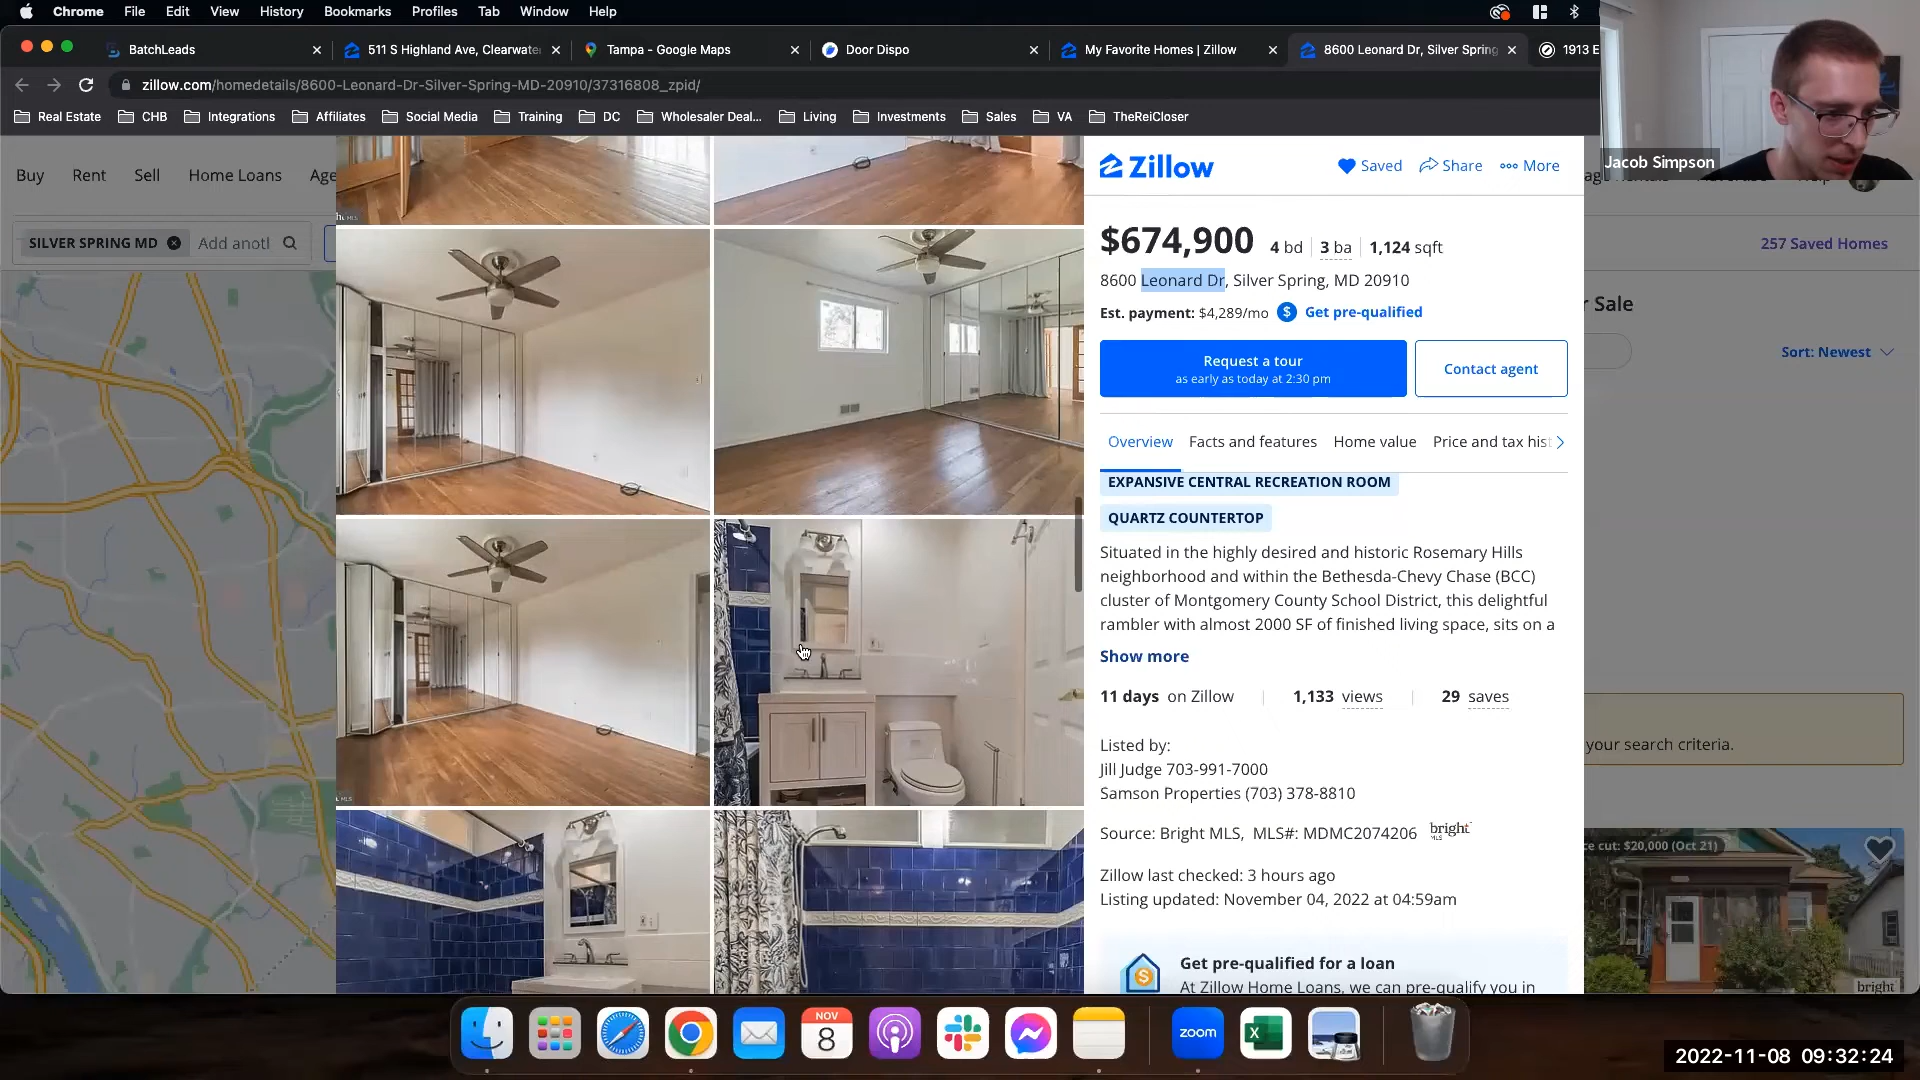 Chrome File Edit View History Bookmarks Profiles Tab Window Help
BatchLeads
511 S Highland Ave, Clearwate
Tampa - Google Maps
Door Dispo
My Favorite Homes | Zillow
8600 Leonard Dr, Silver Spring
1913 E
zillow.com/homedetails/8600-Leonard-Dr-Silver-Spring-MD-20910/37316808_zpid/
Real Estate CHB Integrations Affiliates Social Media Training DC Wholesaler Deal... Living Investments Sales VA TheReiCloser
Jacob Simpson
Buy Rent Sell Home Loans Age
Zillow
Saved Share More
SILVER SPRING MD Add anotl
257 Saved Homes
$674,900 4 bd 3 ba 1,124 sqft
8600 Leonard Dr, Silver Spring, MD 20910
Est. payment: $4,289/mo $ Get pre-qualified
r Sale
Sort: Newest
Request a tour
as early as today at 2:30 pm
Contact agent
Overview Facts and features Home value Price and tax hist
EXPANSIVE CENTRAL RECREATION ROOM
QUARTZ COUNTERTOP
Situated in the highly desired and historic Rosemary Hills
neighborhood and within the Bethesda-Chevy Chase (BCC)
cluster of Montgomery County School District, this delightful
rambler with almost 2000 SF of finished living space, sits on a
Show more
11 days on Zillow 1,133 views 29 saves
your search criteria.
Listed by:
Jill Judge 703-991-7000
Samson Properties (703) 378-8810
Source: Bright MLS, MLS#: MDMC2074206 bright MLS
ce cut: $20,000 (Oct 21)
Zillow last checked: 3 hours ago
Listing updated: November 04, 2022 at 04:59am
bright
Get pre-qualified for a loan
At Zillow Home Loans, we can pre-qualify you in
NOV
8
zoom
2022-11-08 09:32:24